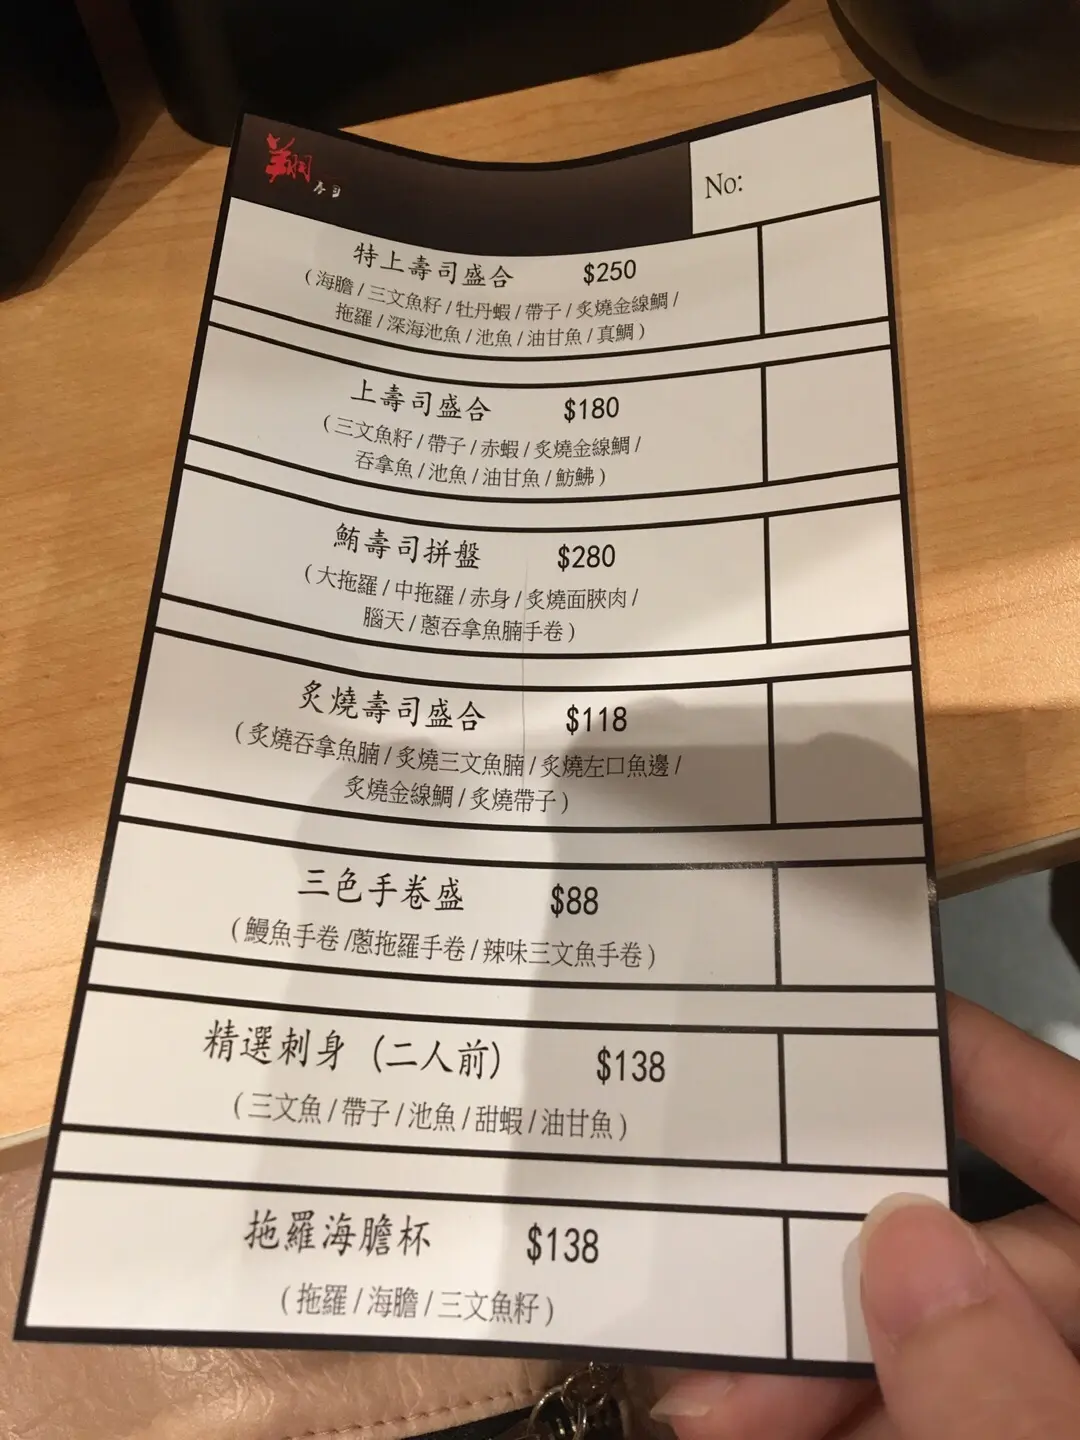 翔
壽司
No:
特上壽司盛合 $250
(海膽/三文魚籽/牡丹蝦/帶子/炙燒金線鯛/
拖羅/深海池魚/池魚/油甘魚/真鯛)
上壽司盛合 $180
(三文魚籽/帶子/赤蝦/炙燒金線鯛/
吞拿魚/池魚/油甘魚/魴鮄)
鮪壽司拼盤 $280
(大拖羅/中拖羅/赤身/炙燒面脥肉/
腦天/蔥吞拿魚腩手卷)
炙燒壽司盛合 $118
(炙燒吞拿魚腩/炙燒三文魚腩/炙燒左口魚邊/
炙燒金線鯛/炙燒帶子)
三色手卷盛 $88
(鰻魚手卷/蔥拖羅手卷/辣味三文魚手卷)
精選刺身 (二人前) $138
(三文魚/帶子/池魚/甜蝦/油甘魚)
拖羅海膽杯 $138
(拖羅/海膽/三文魚籽)